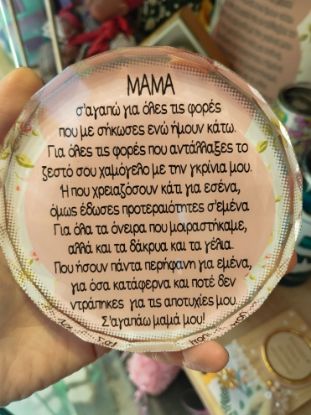 ΜΑΜΑ
σ'αγαπώ για όλες τις φορές
που με σήκωσες ενώ ήμουν κάτω.
Για όλες τις φορές που αντάλλαξες το
ζεστό σου χαμόγελο με την γκρίνια μου.
Ή που χρειαζόσουν κάτι για εσένα,
όμως έδωσες προτεραιότητες σ'εμένα
Για όλα τα όνειρα που μοιραστήκαμε,
αλλά και τα δάκρυα και τα γέλια.
Που ήσουν πάντα περήφανη για εμένα,
για όσα κατάφερνα και ποτέ δεν
ντράπηκες για τις αποτυχίες μου.
Σ'αγαπάω μαμά μου!